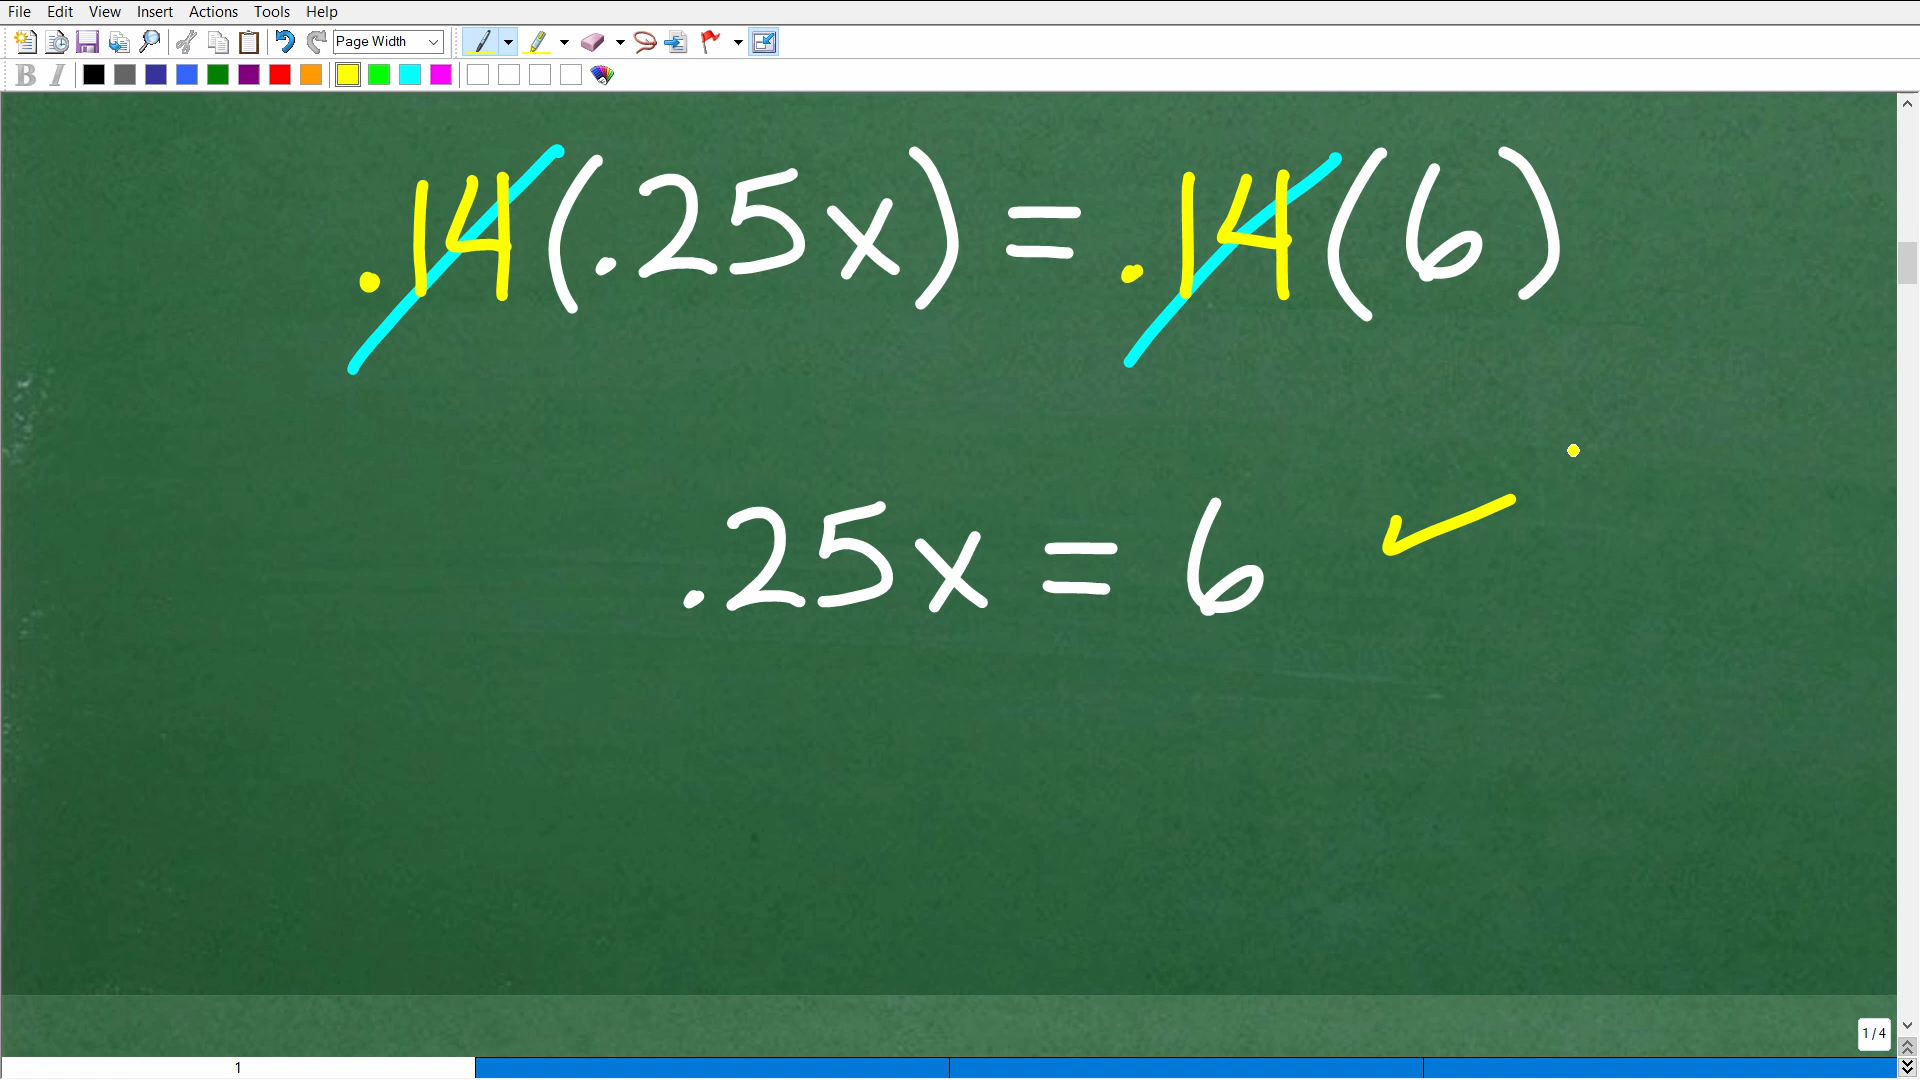 File Edit View Insert Actions Tools Help
Page Width
B I
.14(.25x) = .14(6)
.25x = 6
1 / 4
1